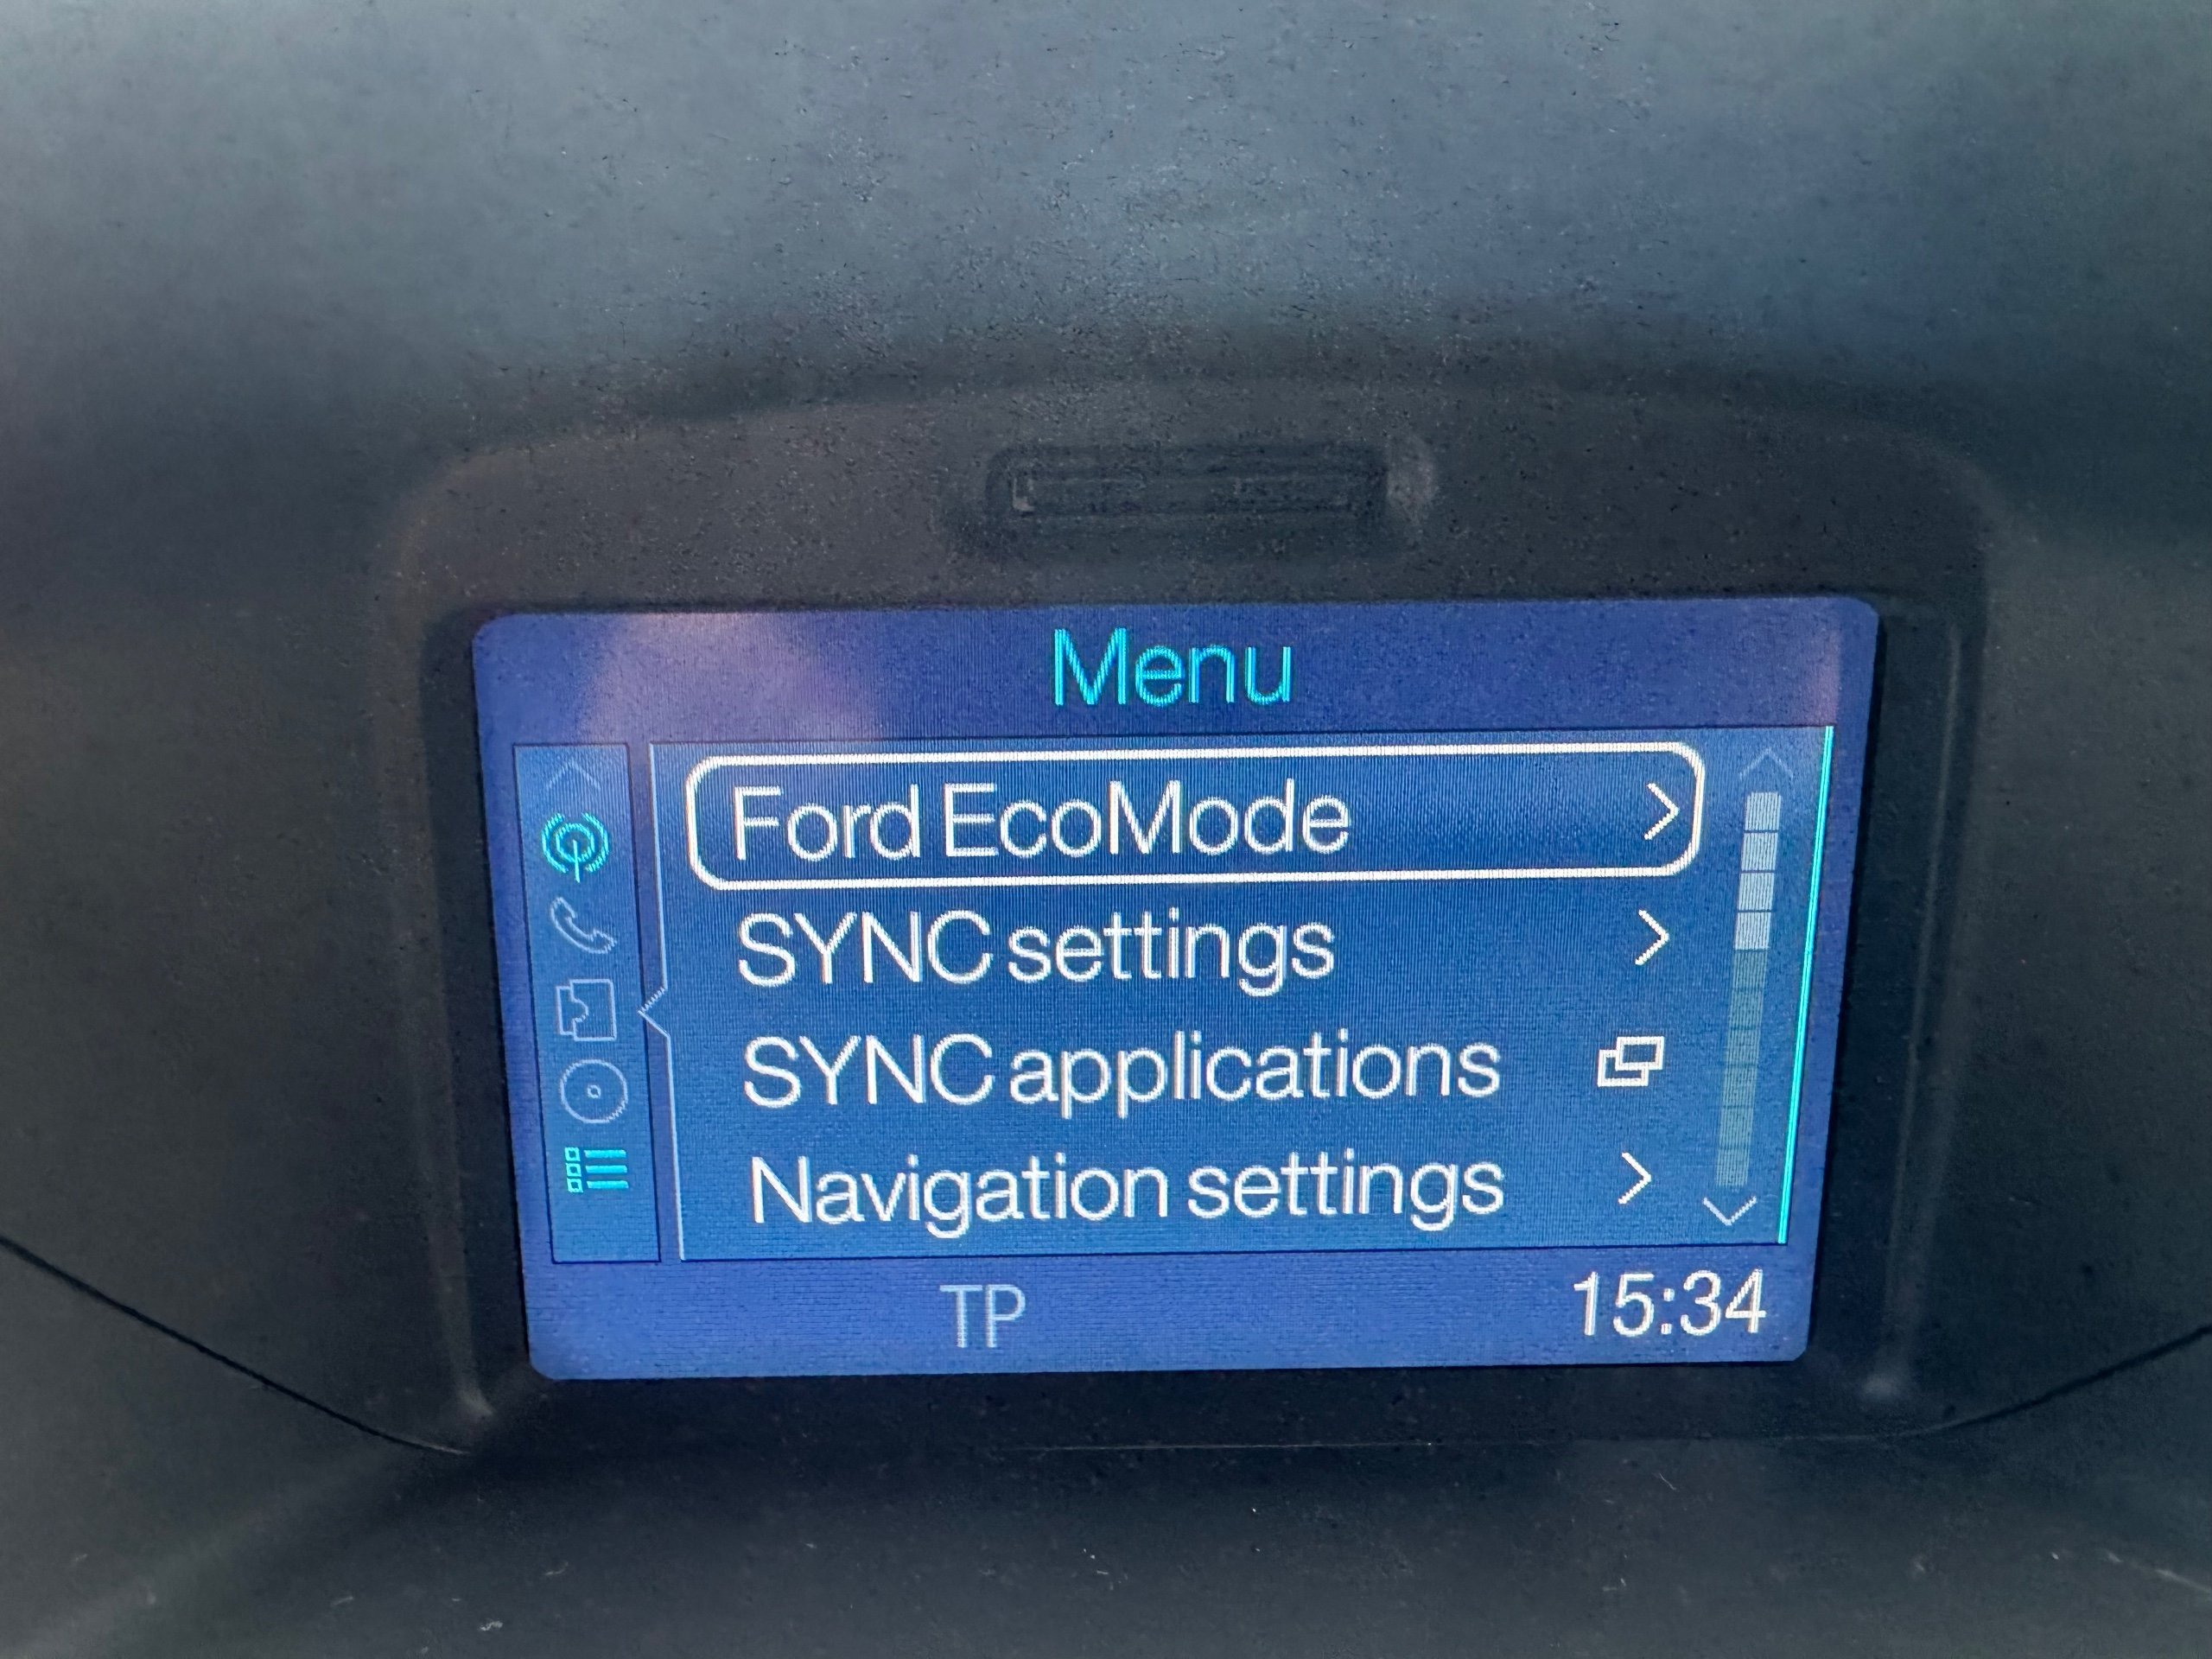 Menu
Ford EcoMode
SYNC settings
SYNC applications
Navigation settings
TP
15:34